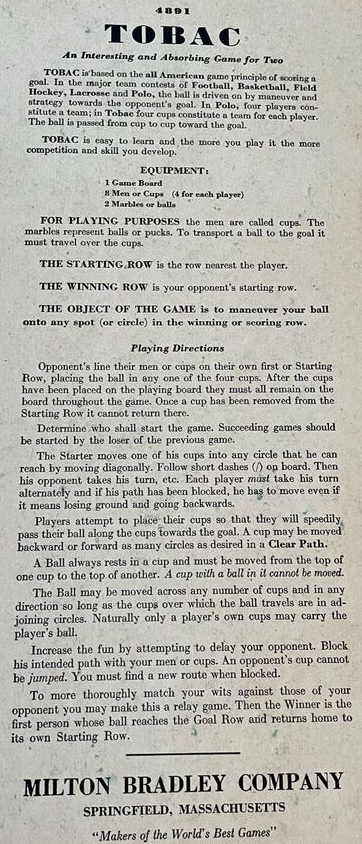 4891
TOBAC
An Interesting and Absorbing Game for Two
TOBAC is based on the all American game principle of scoring a
goal. In the major team contests of Football, Basketball, Field
Hockey, Lacrosse and Polo, the ball is driven on by maneuver and
strategy towards the opponent's goal. In Polo, four players con-
stitute a team; in Tobac four cups constitute a team for each player.
The ball is passed from cup to cup toward the goal.
TOBAC is easy to learn and the more you play it the more
competition and skill you develop.
EQUIPMENT:
1 Game Board
8 Men or Cups (4 for each player)
2 Marbles or balls
FOR PLAYING PURPOSES the men are called cups. The
marbles represent balls or pucks. To transport a ball to the goal it
must travel over the cups.
THE STARTING ROW is the row nearest the player.
THE WINNING ROW is your opponent's starting row.
THE OBJECT OF THE GAME is to maneuver your ball
onto any spot (or circle) in the winning or scoring row.
Playing Directions
Opponent's line their men or cups on their own first or Starting
Row, placing the ball in any one of the four cups. After the cups
have been placed on the playing board they must all remain on the
board throughout the game. Once a cup has been removed from the
Starting Row it cannot return there.
Determine who shall start the game. Succeeding games should
be started by the loser of the previous game.
The Starter moves one of his cups into any circle that he can
reach by moving diagonally. Follow short dashes (/) on board. Then
his opponent takes his turn, etc. Each player must take his turn
alternately and if his path has been blocked, he has to move even if
it means losing ground and going backwards.
Players attempt to place their cups so that they will speedily
pass their ball along the cups towards the goal. A cup may be moved
backward or forward as many circles as desired in a Clear Path.
A Ball always rests in a cup and must be moved from the top of
one cup to the top of another. A cup with a ball in it cannot be moved.
The Ball may be moved across any number of cups and in any
direction so long as the cups over which the ball travels are in ad-
joining circles. Naturally only a player's own cups may carry the
player's ball.
Increase the fun by attempting to delay your opponent. Block
his intended path with your men or cups. An opponent's cup cannot
be jumped. You must find a new route when blocked.
To more thoroughly match your wits against those of your
opponent you may make this a relay game. Then the Winner is the
first person whose ball reaches the Goal Row and returns home to
its own Starting Row.
MILTON BRADLEY COMPANY
SPRINGFIELD, MASSACHUSETTS
"Makers of the World's Best Games"